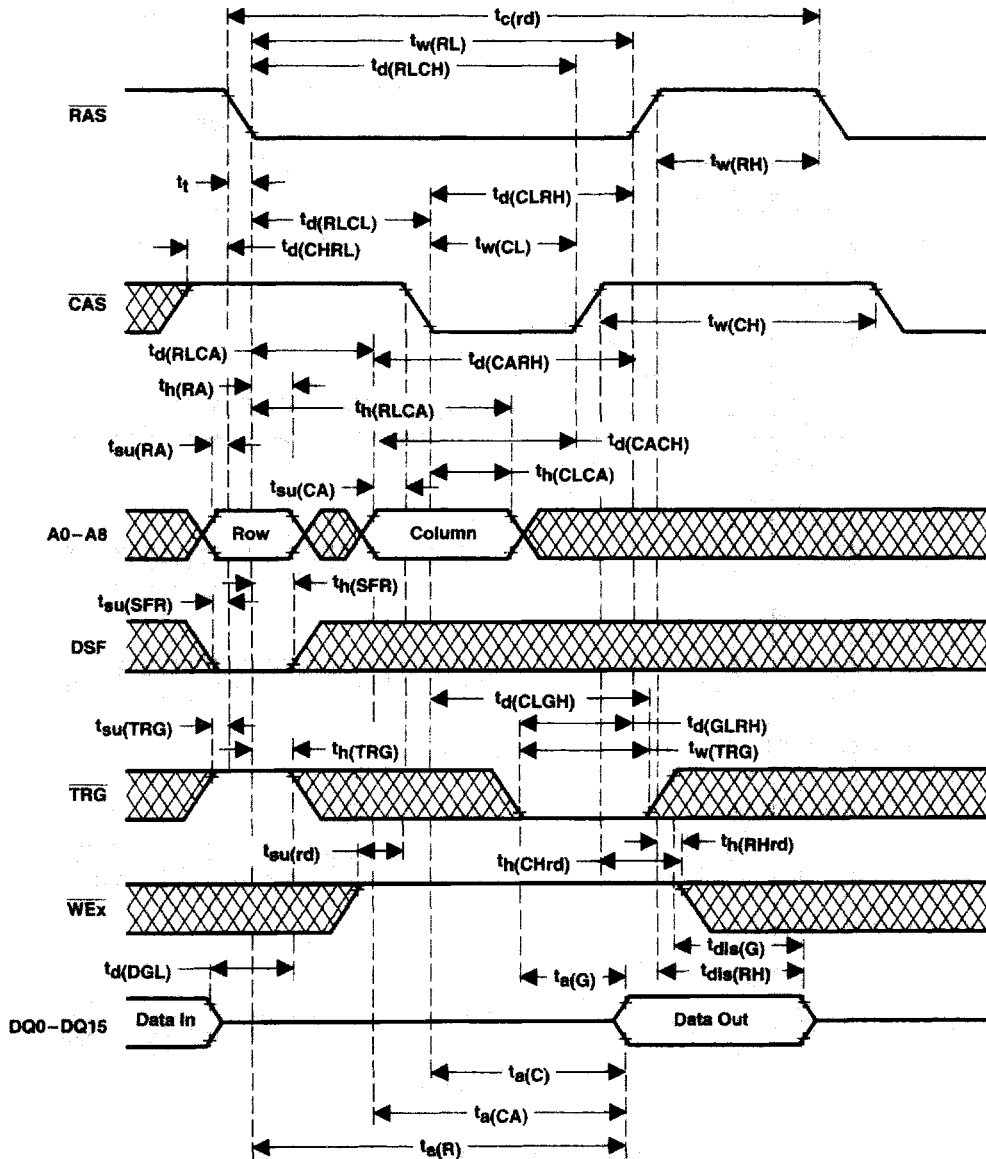 tc(rd)
tw(RL)
td(RLCH)
RAS
tw(RH)
tt
td(CLRH)
td(RLCL)
td(CHRL)
tw(CL)
CAS
tw(CH)
td(RLCA)
td(CARH)
th(RA)
th(RLCA)
tsu(RA)
td(CACH)
tsu(CA)
th(CLCA)
A0–A8
Row
Column
th(SFR)
tsu(SFR)
DSF
td(CLGH)
tsu(TRG)
td(GLRH)
th(TRG)
tw(TRG)
TRG
tsu(rd)
th(RHrd)
th(CHrd)
WEx
tdis(G)
td(DGL)
ta(G)
tdis(RH)
DQ0–DQ15
Data In
Data Out
ta(C)
ta(CA)
ta(R)